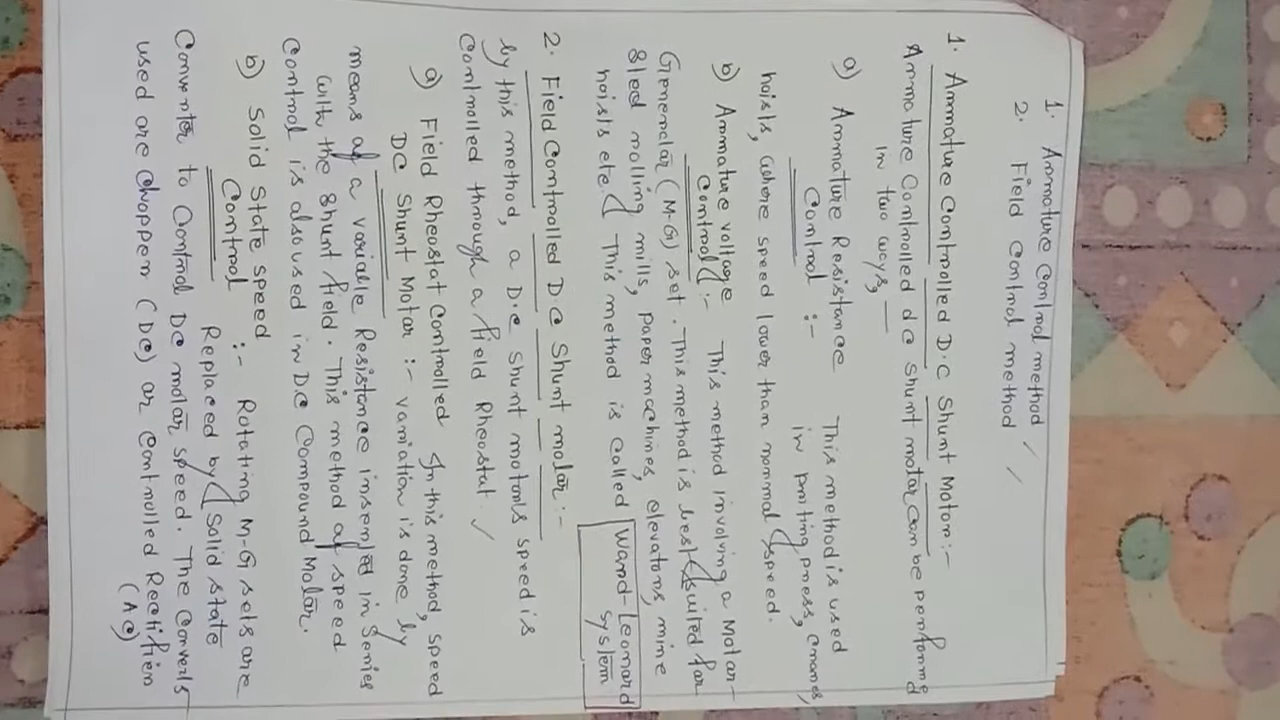 1. Armature Control method
2. Field Control method
1. Armature Controlled D.C Shunt Motor:-
Armature Controlled dc Shunt motor can be performed
in two ways,
a) Armature Resistance This method is used
Control :- in prnting press, cranes,
hoists, where speed lower than normal speed.
b) Armature voltage This method involving a Motor-
Control :-
Generator (M-G) set. This method is best suited for
Steel rolling mills, paper machines, elevators, mine
hoists etc. This method is called Ward-Leonard
System
2. Field Controlled D.C Shunt motor:-
by this method, a D.C Shunt motors speed is
Controlled through a field Rheostat.
a) Field Rheostat Controlled In this method, speed
DC Shunt Motor :- variation is done by
means of a variable Resistance inserted in Series
with the Shunt field. This method of speed
Control is also used in D.C Compound Motor.
b) Solid State speed
Control :- Rotating M-G sets are
Replaced by Solid state
Converter to Control DC motor speed. The Converts
used are chopper (DC) or Controlled Rectifier
(AC)